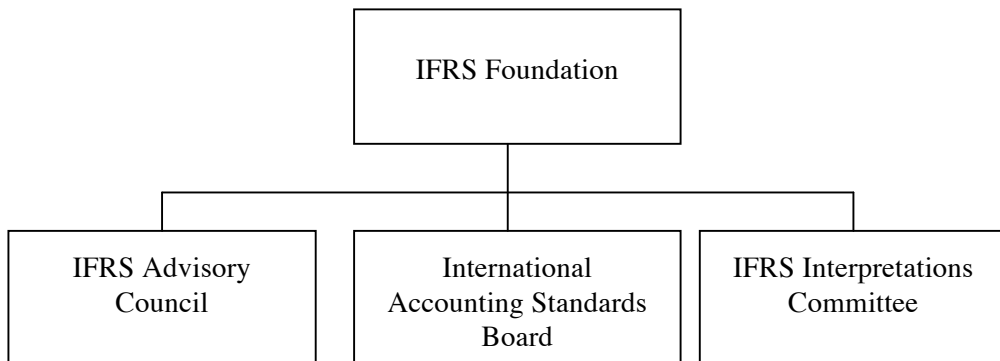 IFRS Foundation
IFRS Advisory
Council
International
Accounting Standards
Board
IFRS Interpretations
Committee